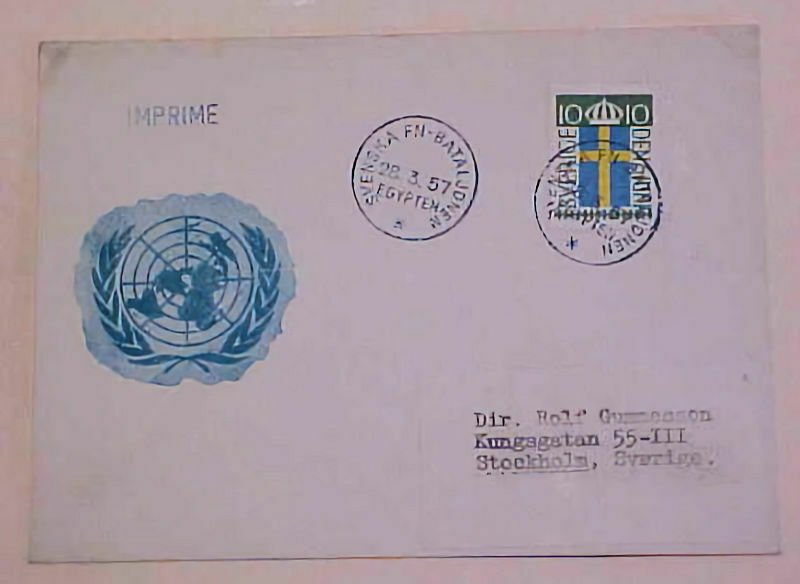 IMPRIME
SVENSKA FN-BATALJONEN
28.3.57
EGYPTEN
10 10
SVERIGE
Dir. Rolf Gummesson
Kungsgatan 55-III
Stockholm, Sverige.